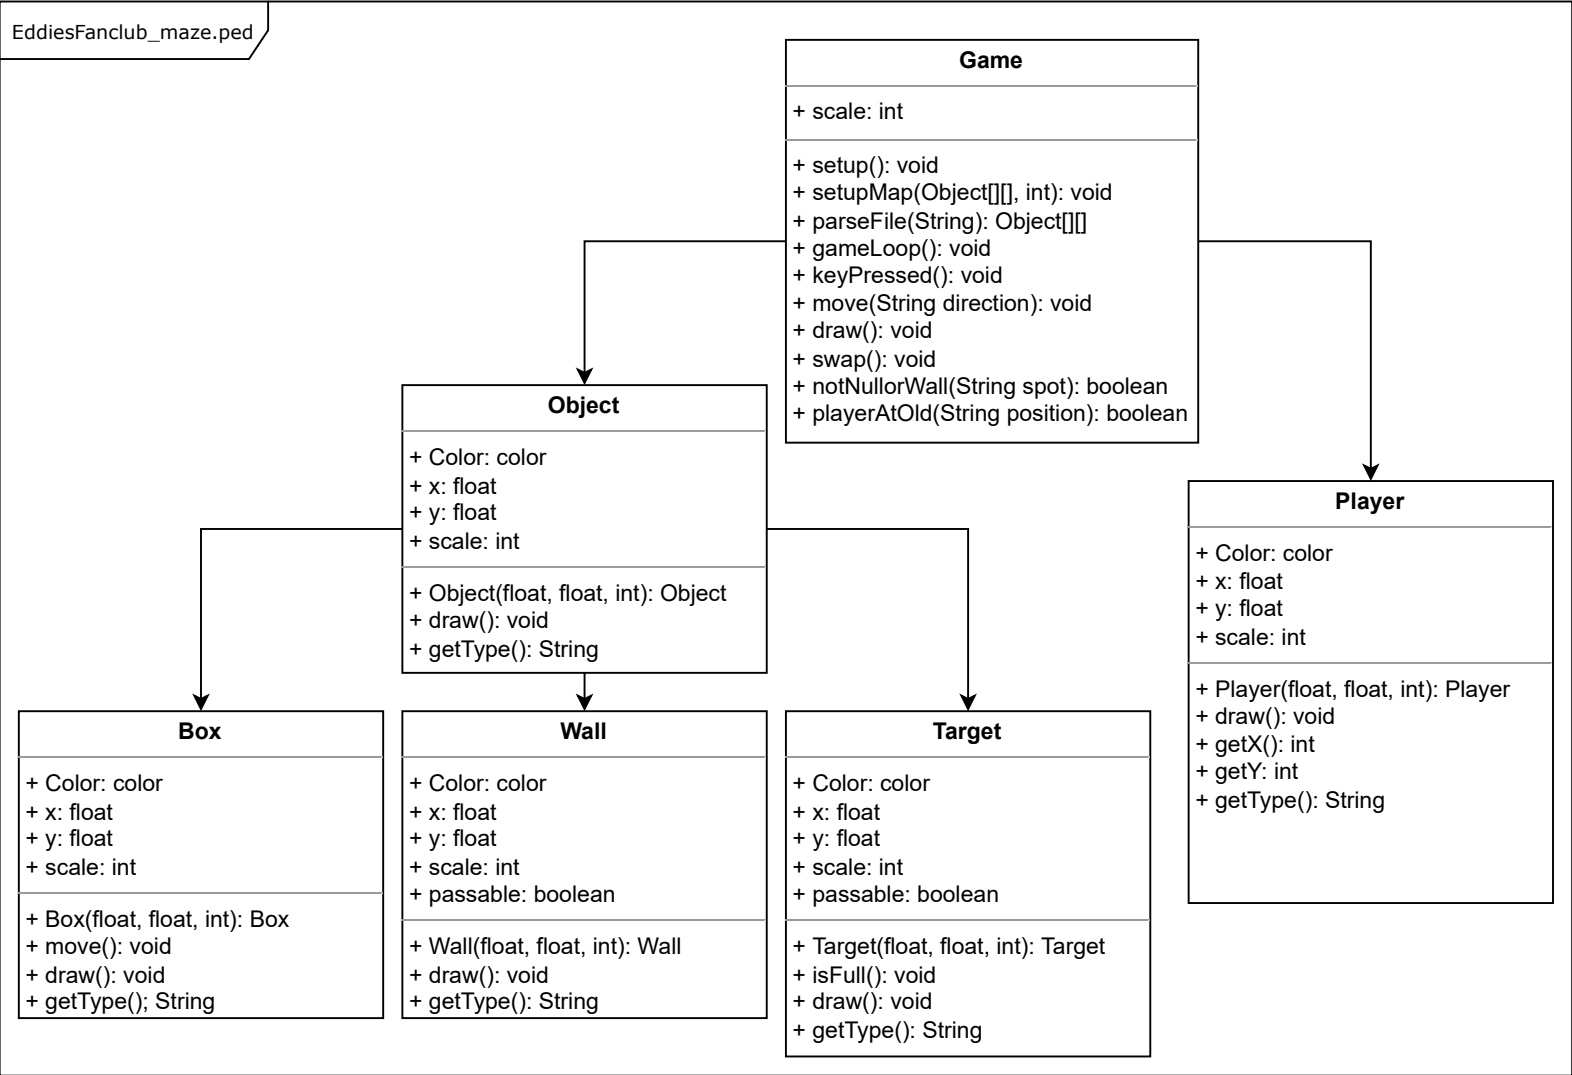 EddiesFanclub_maze.ped
Game
+ scale: int
+ setup(): void
+ setupMap(Object[][], int): void
+ parseFile(String): Object[][]
+ gameLoop(): void
+ keyPressed(): void
+ move(String direction): void
+ draw(): void
+ swap(): void
+ notNullorWall(String spot): boolean
+ playerAtOld(String position): boolean
Object
+ Color: color
+ x: float
+ y: float
+ scale: int
+ Object(float, float, int): Object
+ draw(): void
+ getType(): String
Player
+ Color: color
+ x: float
+ y: float
+ scale: int
+ Player(float, float, int): Player
+ draw(): void
+ getX(): int
+ getY: int
+ getType(): String
Box
+ Color: color
+ x: float
+ y: float
+ scale: int
+ Box(float, float, int): Box
+ move(): void
+ draw(): void
+ getType(); String
Wall
+ Color: color
+ x: float
+ y: float
+ scale: int
+ passable: boolean
+ Wall(float, float, int): Wall
+ draw(): void
+ getType(): String
Target
+ Color: color
+ x: float
+ y: float
+ scale: int
+ passable: boolean
+ Target(float, float, int): Target
+ isFull(): void
+ draw(): void
+ getType(): String